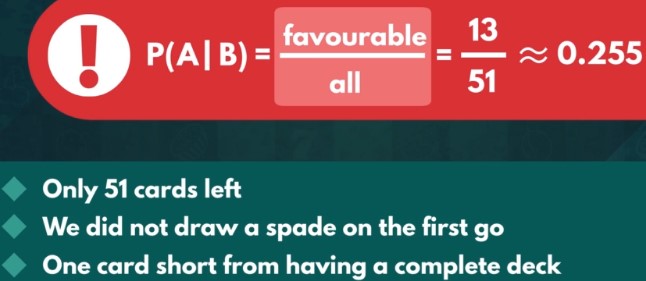 !
P(A|B) = favourable / all = 13 / 51 ≈ 0.255
Only 51 cards left
We did not draw a spade on the first go
One card short from having a complete deck